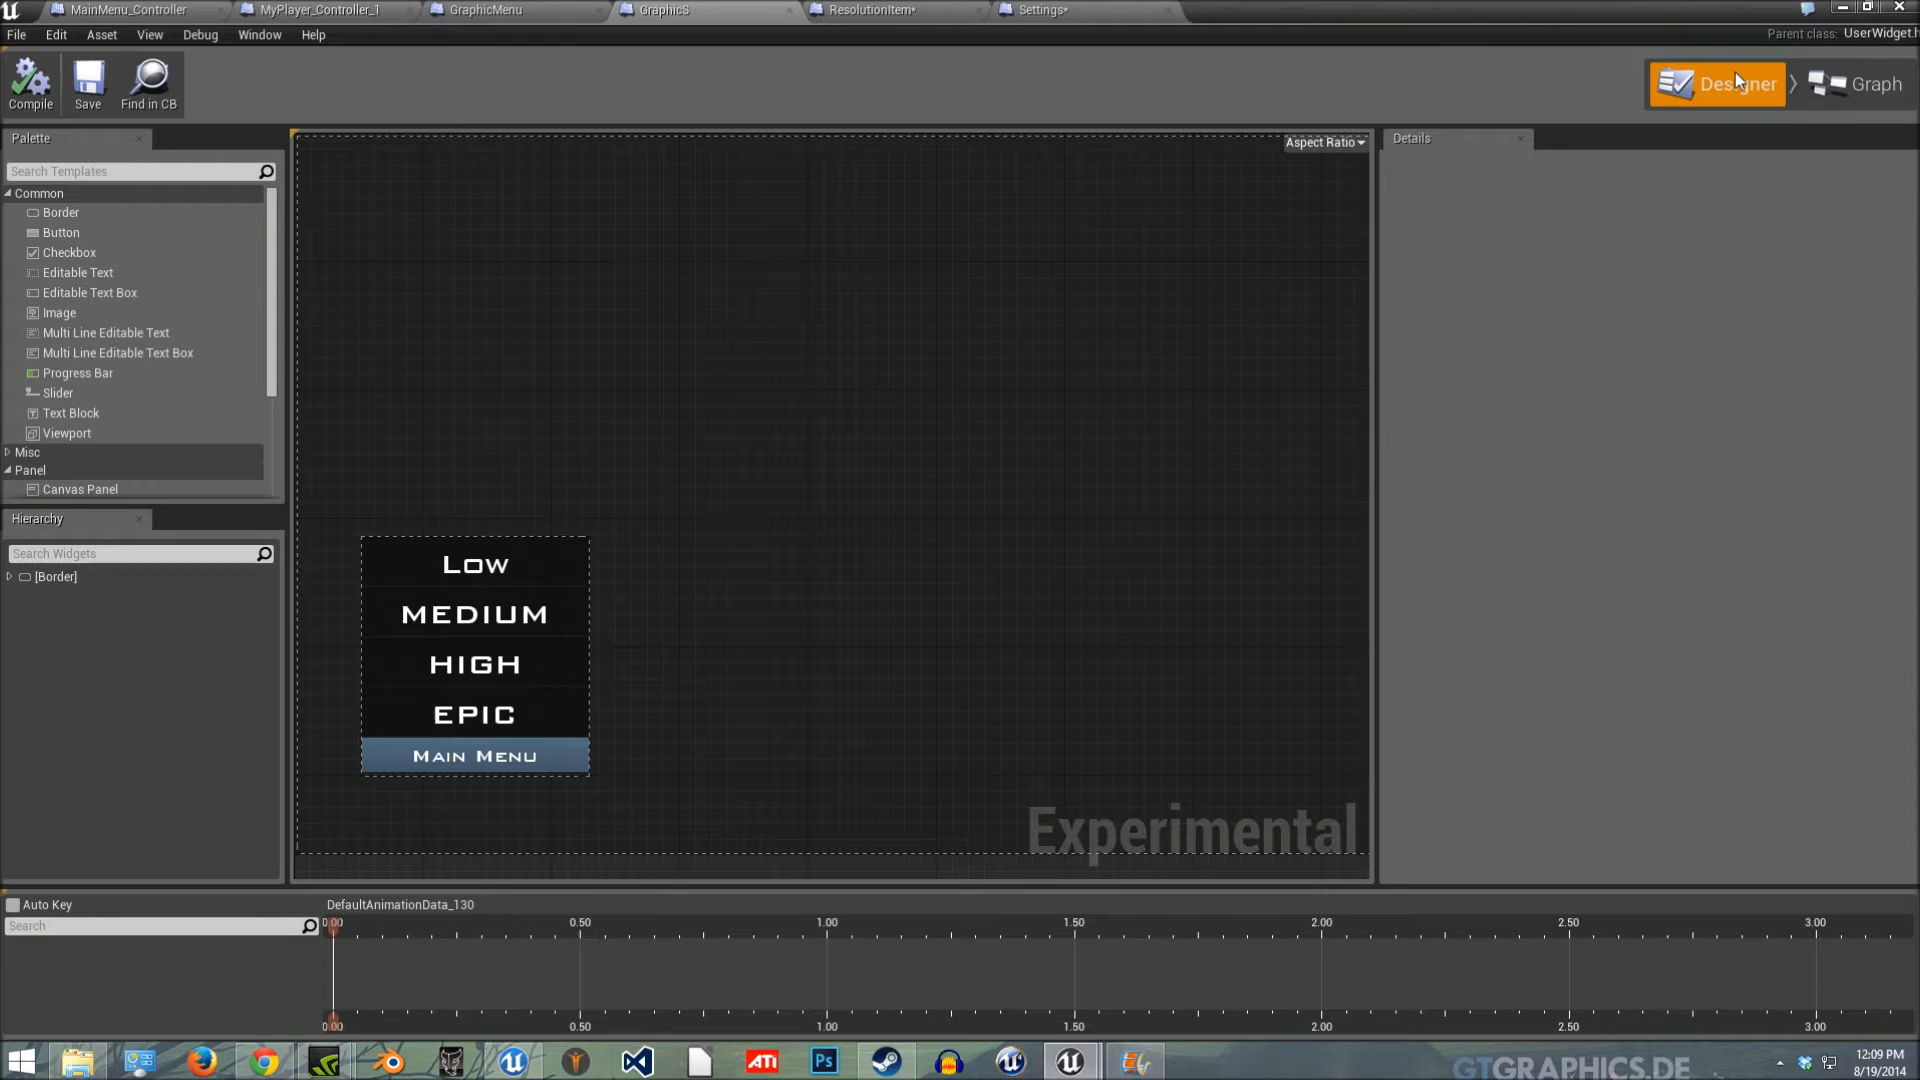 MainMenu_Controller
MyPlayer_Controller_1
GraphicMenu
GraphicS
ResolutionItem*
Settings*
File Edit Asset View Debug Window Help
Parent class: UserWidget.h
Compile
Save
Find in CB
Designer
Graph
Palette
Search Templates
Common
Border
Button
Checkbox
Editable Text
Editable Text Box
Image
Multi Line Editable Text
Multi Line Editable Text Box
Progress Bar
Slider
Text Block
Viewport
Misc
Panel
Canvas Panel
Hierarchy
Search Widgets
[Border]
Aspect Ratio
Low
MEDIUM
HIGH
EPIC
Main Menu
Experimental
Details
Auto Key
Search
DefaultAnimationData_130
0.00 0.50 1.00 1.50 2.00 2.50 3.00
0.00 0.50 1.00 1.50 2.00 2.50 3.00
ATI
Ps
GTGRAPHICS.DE
12:09 PM
8/19/2014